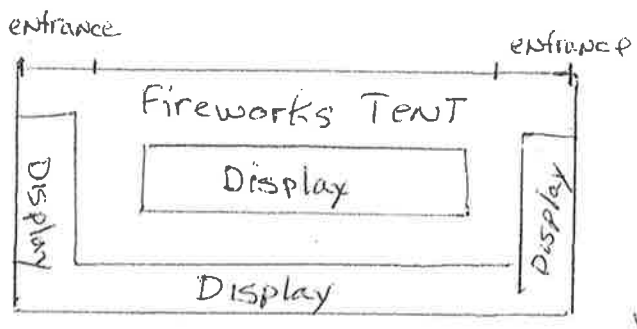 entrance
entrance
Fireworks Tent
Display
Display
Display
Display